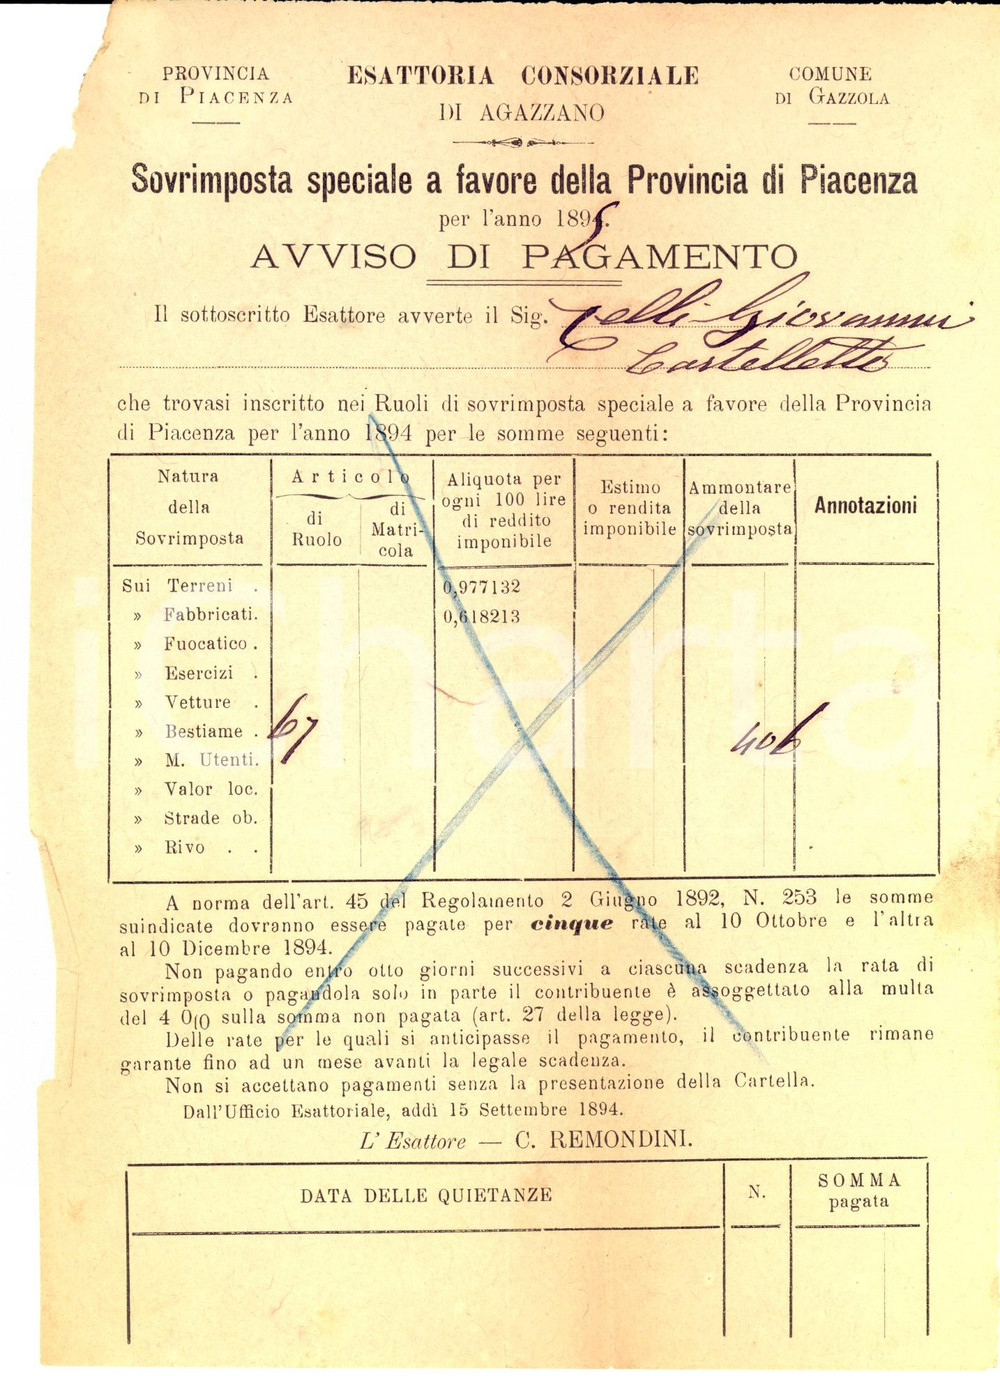 PROVINCIA
DI PIACENZA
ESATTORIA CONSORZIALE
DI AGAZZANO
COMUNE
DI GAZZOLA
Sovrimposta speciale a favore della Provincia di Piacenza
per l'anno 1895.
AVVISO DI PAGAMENTO
Il sottoscritto Esattore avverte il Sig. Celli Giovanni
Castelletto
che trovasi inscritto nei Ruoli di sovrimposta speciale a favore della Provincia
di Piacenza per l'anno 1894 per le somme seguenti:
Natura
della
Sovrimposta
Articolo
di
Ruolo
di
Matri-
cola
Aliquota per
ogni 100 lire
di reddito
imponibile
Estimo
o rendita
imponibile
Ammontare
della
sovrimposta
Annotazioni
Sui Terreni . 0,977132
» Fabbricati. 0,618213
» Fuocatico .
» Esercizi .
» Vetture .
» Bestiame . 67 406
» M. Utenti.
» Valor loc.
» Strade ob.
» Rivo . .
A norma dell'art. 45 del Regolamento 2 Giugno 1892, N. 253 le somme
suindicate dovranno essere pagate per cinque rate al 10 Ottobre e l'altra
al 10 Dicembre 1894.
Non pagando entro otto giorni successivi a ciascuna scadenza la rata di
sovrimposta o pagandola solo in parte il contribuente è assoggettato alla multa
del 4 0|0 sulla somma non pagata (art. 27 della legge).
Delle rate per le quali si anticipasse il pagamento, il contribuente rimane
garante fino ad un mese avanti la legale scadenza.
Non si accettano pagamenti senza la presentazione della Cartella.
Dall'Ufficio Esattoriale, addì 15 Settembre 1894.
L'Esattore — C. REMONDINI.
DATA DELLE QUIETANZE
N.
SOMMA
pagata